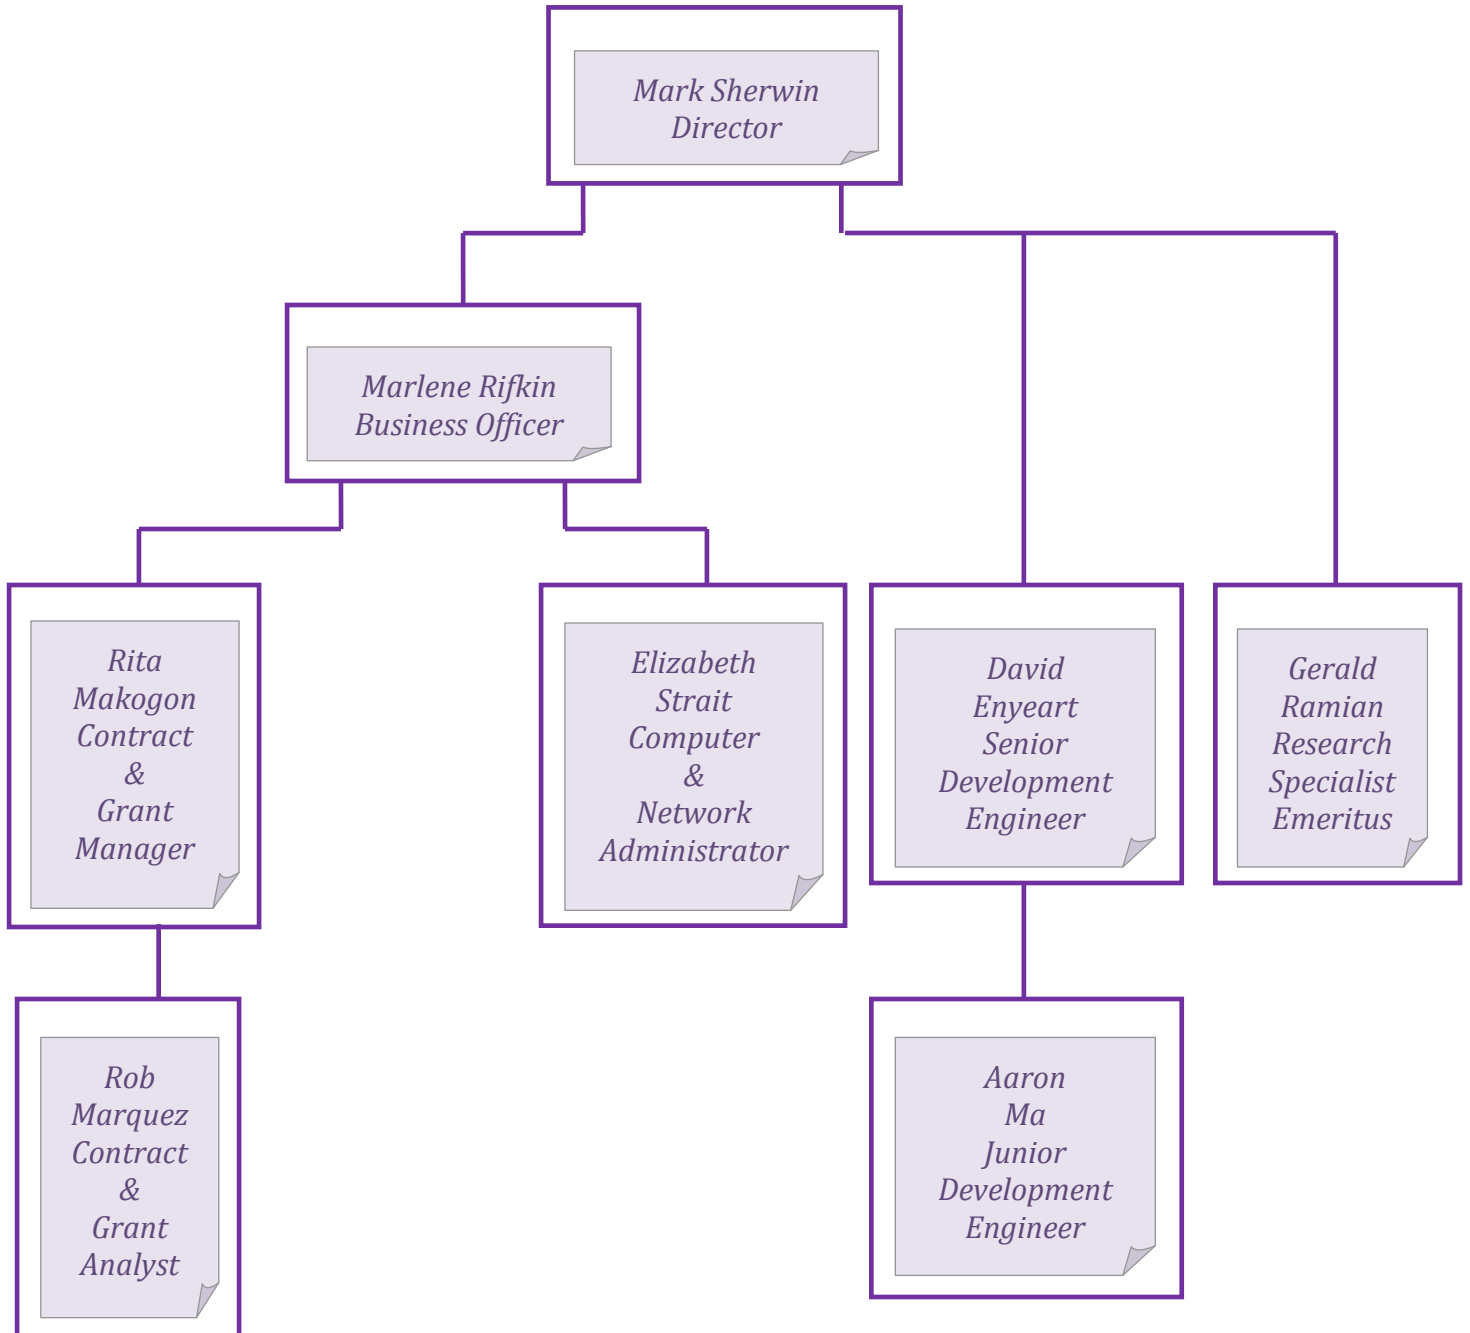 Mark Sherwin
Director
Marlene Rifkin
Business Officer
Rita
Makogon
Contract
&
Grant
Manager
Elizabeth
Strait
Computer
&
Network
Administrator
David
Enyeart
Senior
Development
Engineer
Gerald
Ramian
Research
Specialist
Emeritus
Rob
Marquez
Contract
&
Grant
Analyst
Aaron
Ma
Junior
Development
Engineer